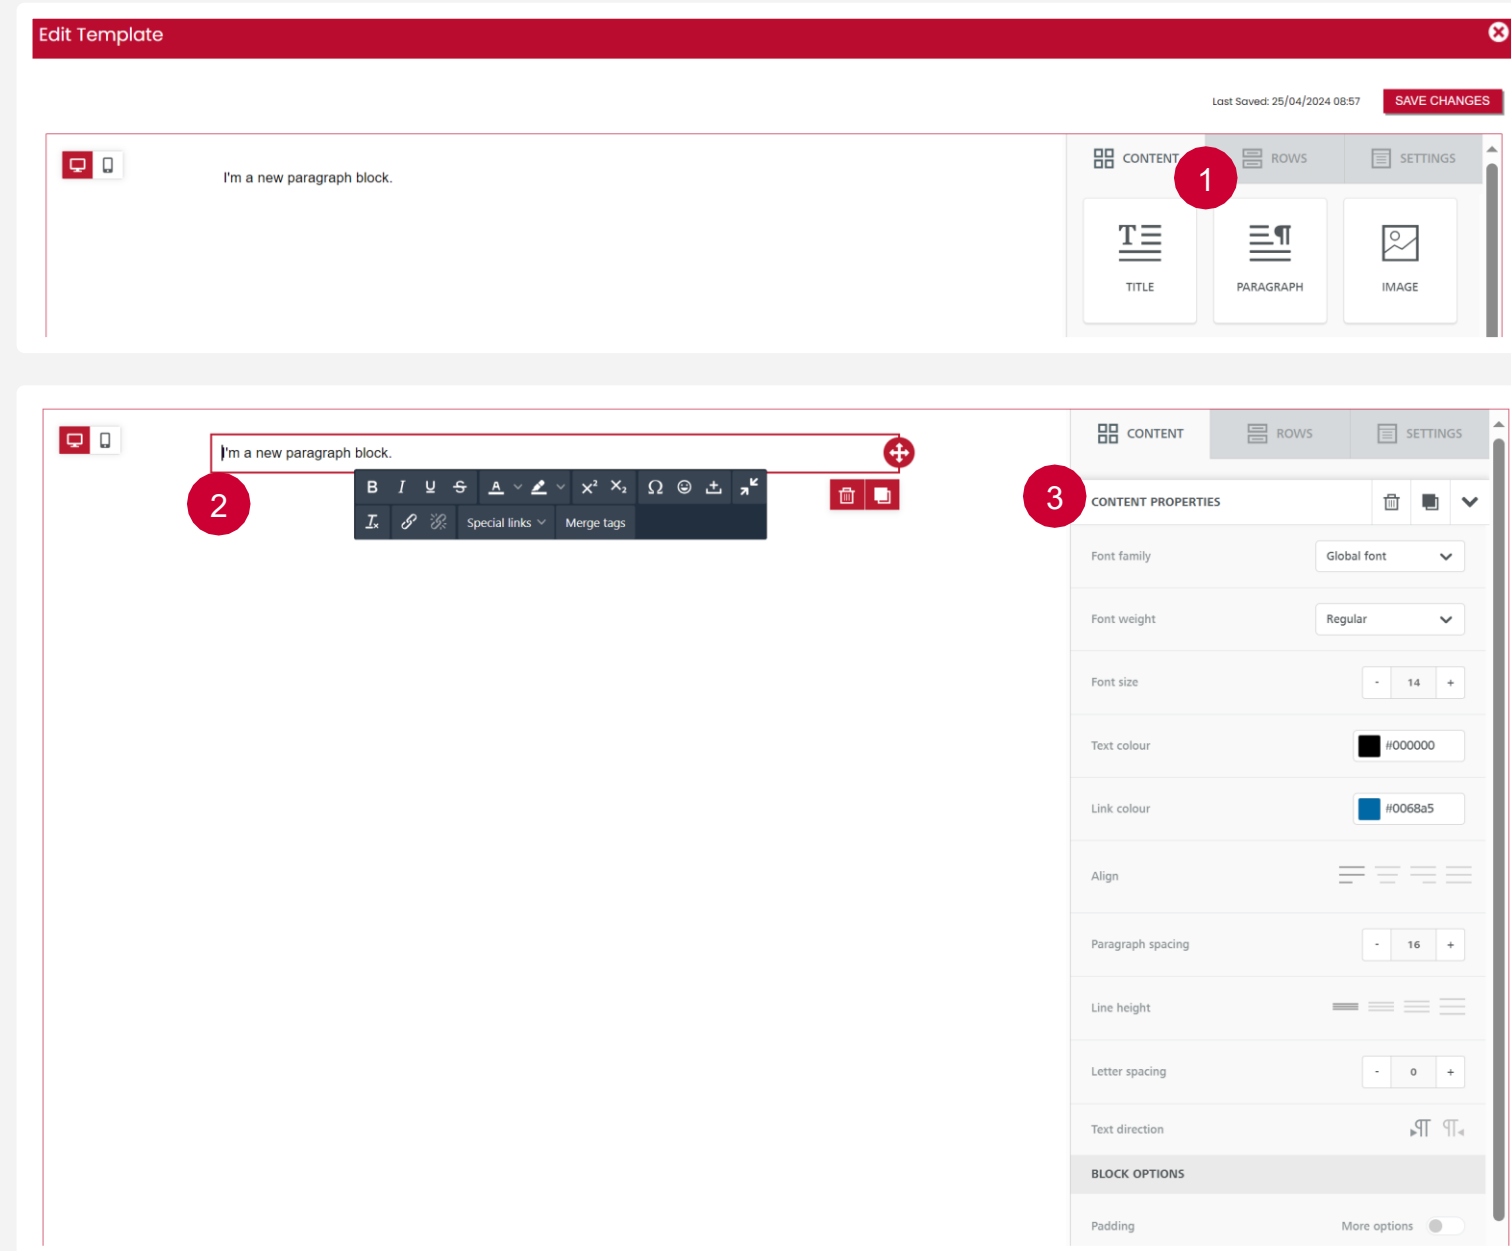 Edit Template
Last Saved: 25/04/2024 08:57
SAVE CHANGES
I'm a new paragraph block.
CONTENT
ROWS
SETTINGS
1
TITLE
PARAGRAPH
IMAGE
I'm a new paragraph block.
CONTENT
ROWS
SETTINGS
2
B I U S A X² X₂ Ω
Special links
Merge tags
3
CONTENT PROPERTIES
Font family
Global font
Font weight
Regular
Font size
- 14 +
Text colour
#000000
Link colour
#0068a5
Align
Paragraph spacing
- 16 +
Line height
Letter spacing
- 0 +
Text direction
BLOCK OPTIONS
Padding
More options